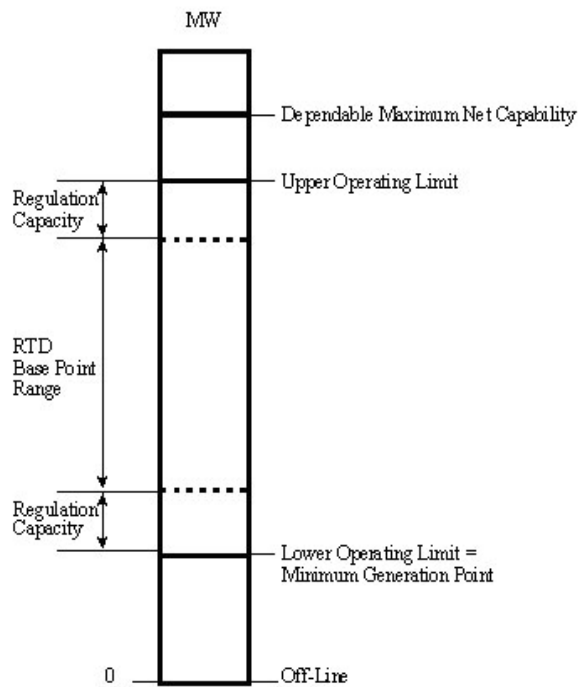 MW
Dependable Maximum Net Capability
Upper Operating Limit
Regulation
Capacity
RTD
Base Point
Range
Regulation
Capacity
Lower Operating Limit =
Minimum Generation Point
0
Off-Line